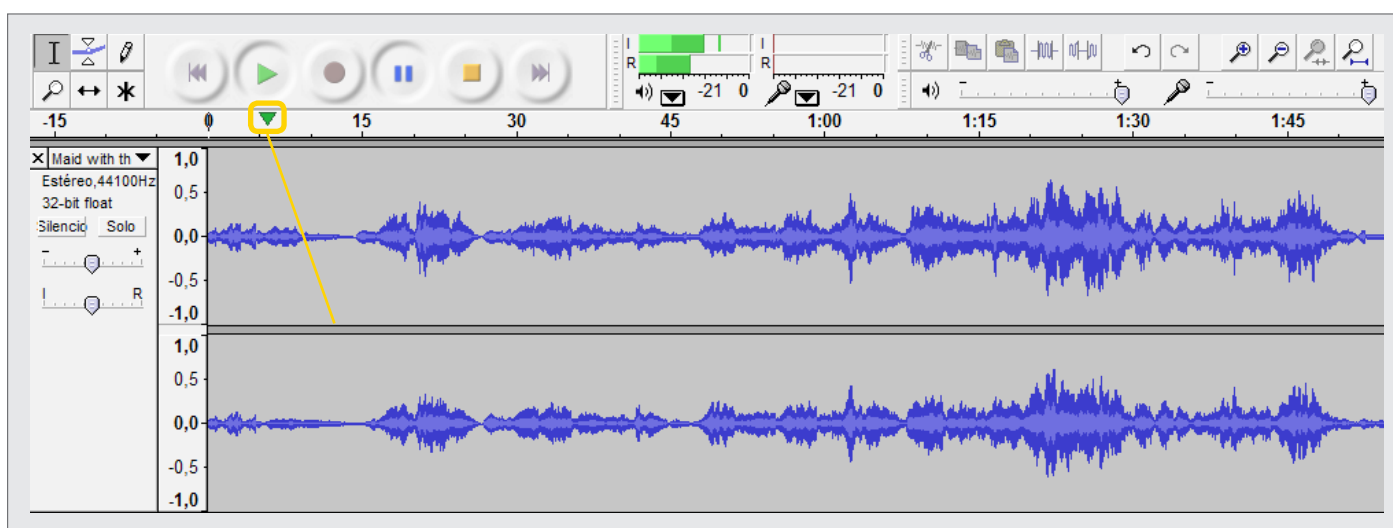 I I
R R
-21 0 -21 0
- + - +
-15 0 15 30 45 1:00 1:15 1:30 1:45
X Maid with th 1,0
Estéreo,44100Hz 0,5
32-bit float
Silencio Solo 0,0
- +
-0,5
I R
-1,0
1,0
0,5
0,0
-0,5
-1,0